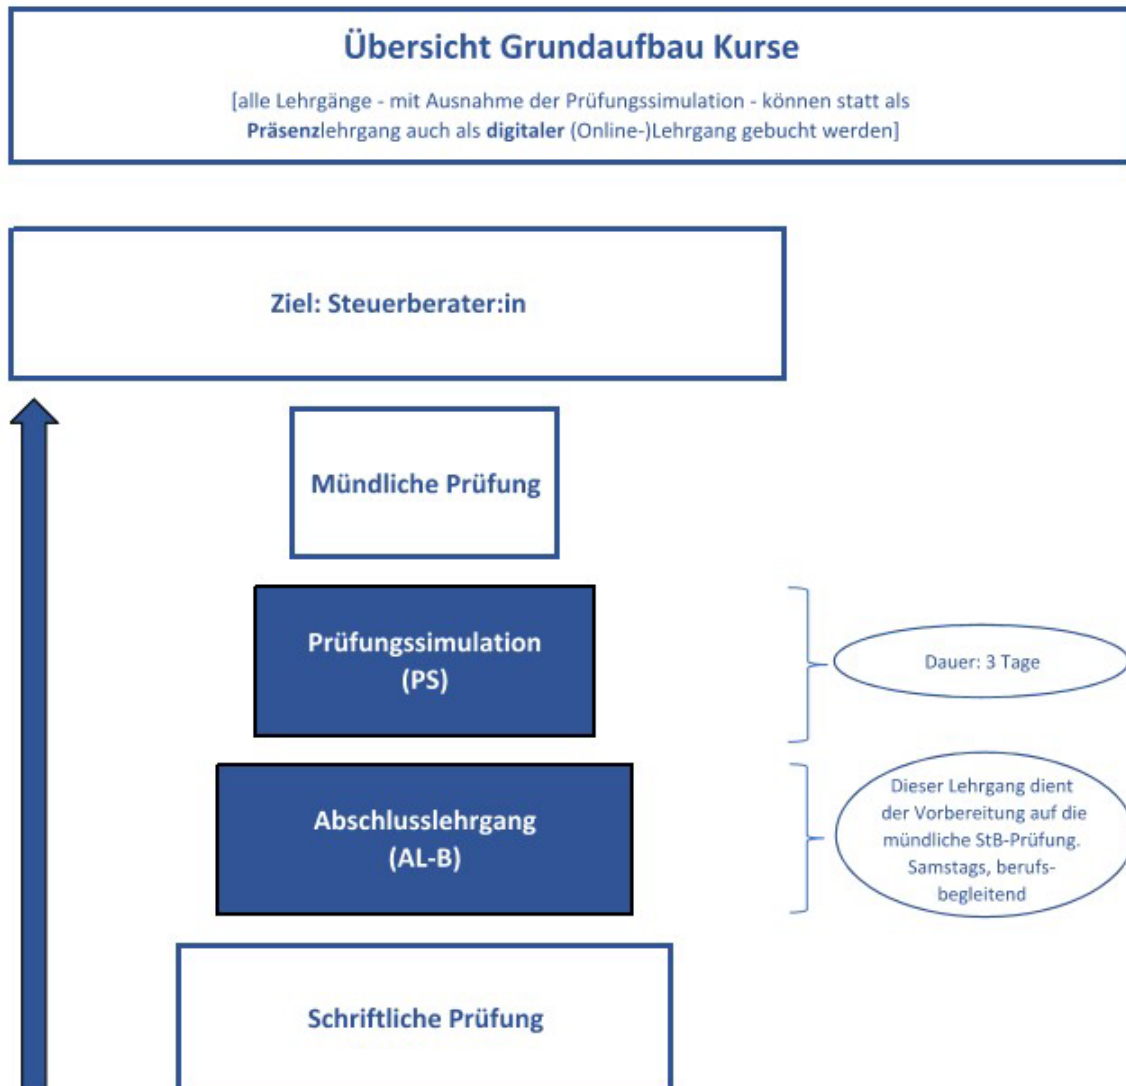 Übersicht Grundaufbau Kurse
[alle Lehrgänge - mit Ausnahme der Prüfungssimulation - können statt als
Präsenzlehrgang auch als digitaler (Online-)Lehrgang gebucht werden]
Ziel: Steuerberater:in
Mündliche Prüfung
Prüfungssimulation
(PS)
Dauer: 3 Tage
Abschlusslehrgang
(AL-B)
Dieser Lehrgang dient
der Vorbereitung auf die
mündliche StB-Prüfung.
Samstags, berufs-
begleitend
Schriftliche Prüfung